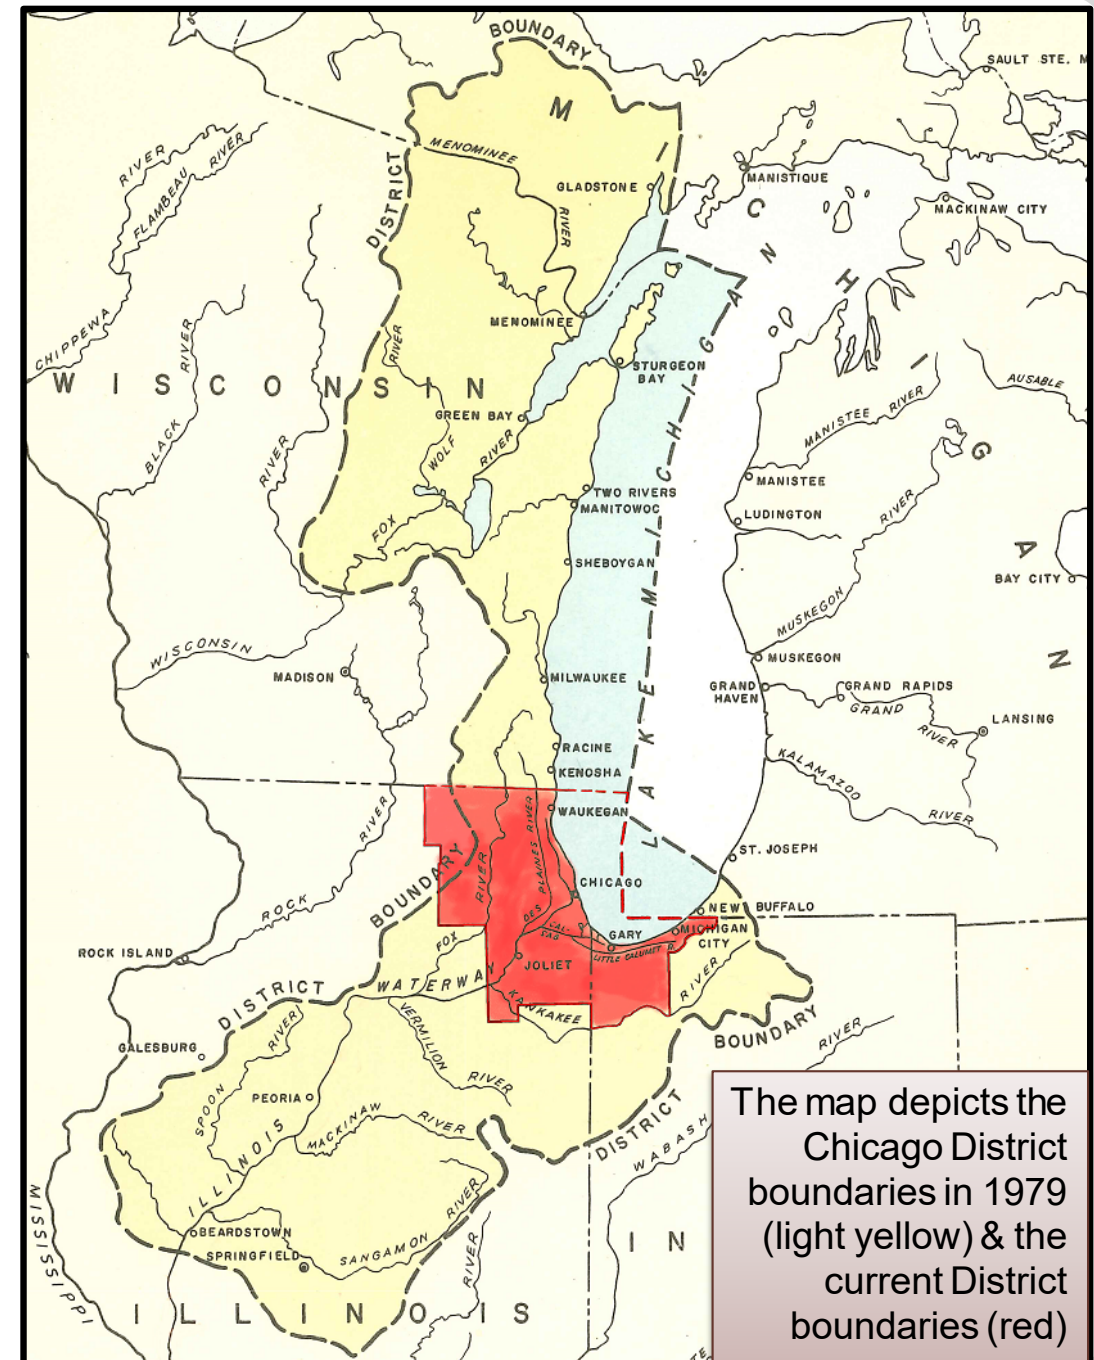 BOUNDARY
SAULT STE. M
M
MENOMINEE
RIVER
GLADSTONE
MANISTIQUE
MACKINAW CITY
RIVER
FLAMBEAU RIVER
DISTRICT
C
N
H
I
G
A
N
MENOMINEE
CHIPPEWA
BLACK RIVER
RIVER
STURGEON
BAY
AUSABLE
MANISTEE RIVER
WISCONSIN
GREEN BAY
WOLF
RIVER
RIVER
FOX
TWO RIVERS
MANITOWOC
MANISTEE
LUDINGTON
RIVER
MUSKEGON
BAY CITY
SHEBOYGAN
LAKE MICHIGAN
WISCONSIN
MADISON
MILWAUKEE
MUSKEGON
GRAND
HAVEN
GRAND RAPIDS
GRAND
RIVER
LANSING
RACINE
KENOSHA
KALAMAZOO
RIVER
WAUKEGAN
ST. JOSEPH
RIVER
ROCK
BOUNDARY
RIVER
DES PLAINES RIVER
CHICAGO
NEW BUFFALO
MICHIGAN
CITY
GARY
CAL-
SAG
LITTLE CALUMET R.
ROCK ISLAND
FOX
JOLIET
WATERWAY
KANKAKEE
RIVER
DISTRICT
BOUNDARY
RIVER
GALESBURG
RIVER
SPOON
VERMILION
RIVER
PEORIA
MACKINAW
RIVER
ILLINOIS
DISTRICT
WABASH
MISSISSIPPI
BEARDSTOWN
SPRINGFIELD
SANGAMON
RIVER
RIVER
I N
ILLINOIS
The map depicts the
Chicago District
boundaries in 1979
(light yellow) & the
current District
boundaries (red)